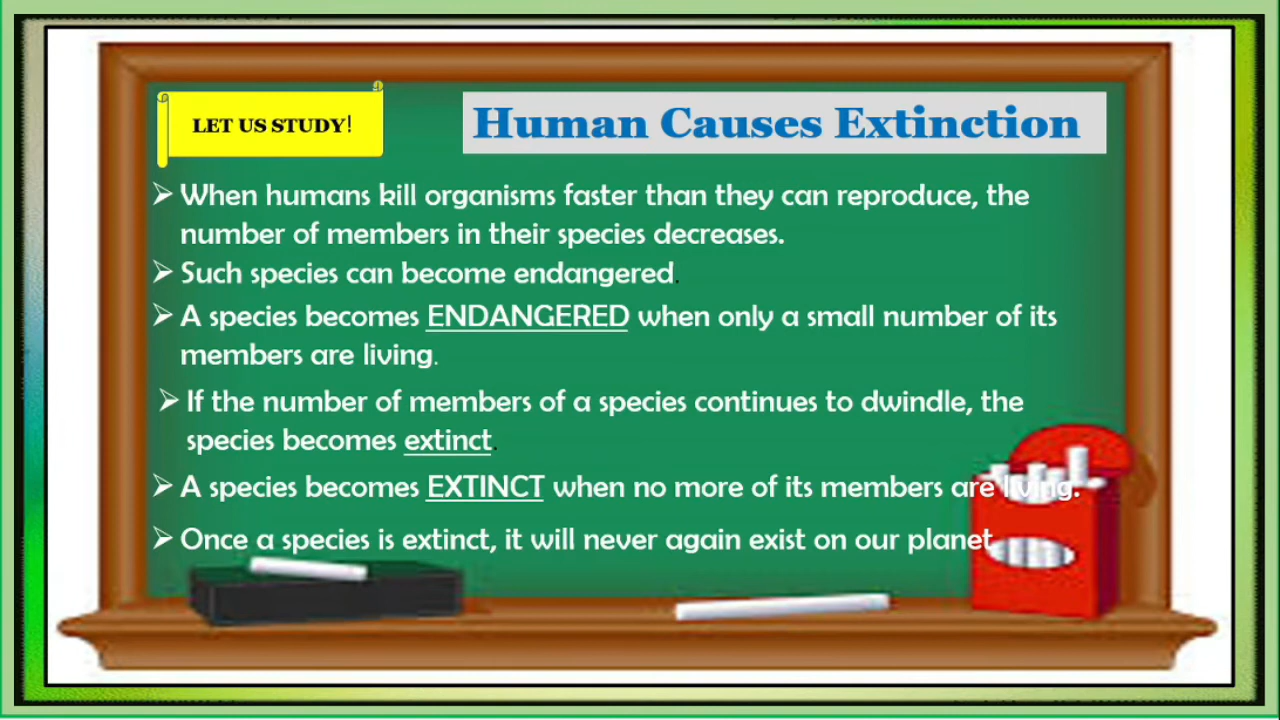 LET US STUDY!
Human Causes Extinction
➢ When humans kill organisms faster than they can reproduce, the
number of members in their species decreases.
➢ Such species can become endangered.
➢ A species becomes ENDANGERED when only a small number of its
members are living.
➢ If the number of members of a species continues to dwindle, the
species becomes extinct.
➢ A species becomes EXTINCT when no more of its members are living.
➢ Once a species is extinct, it will never again exist on our planet.